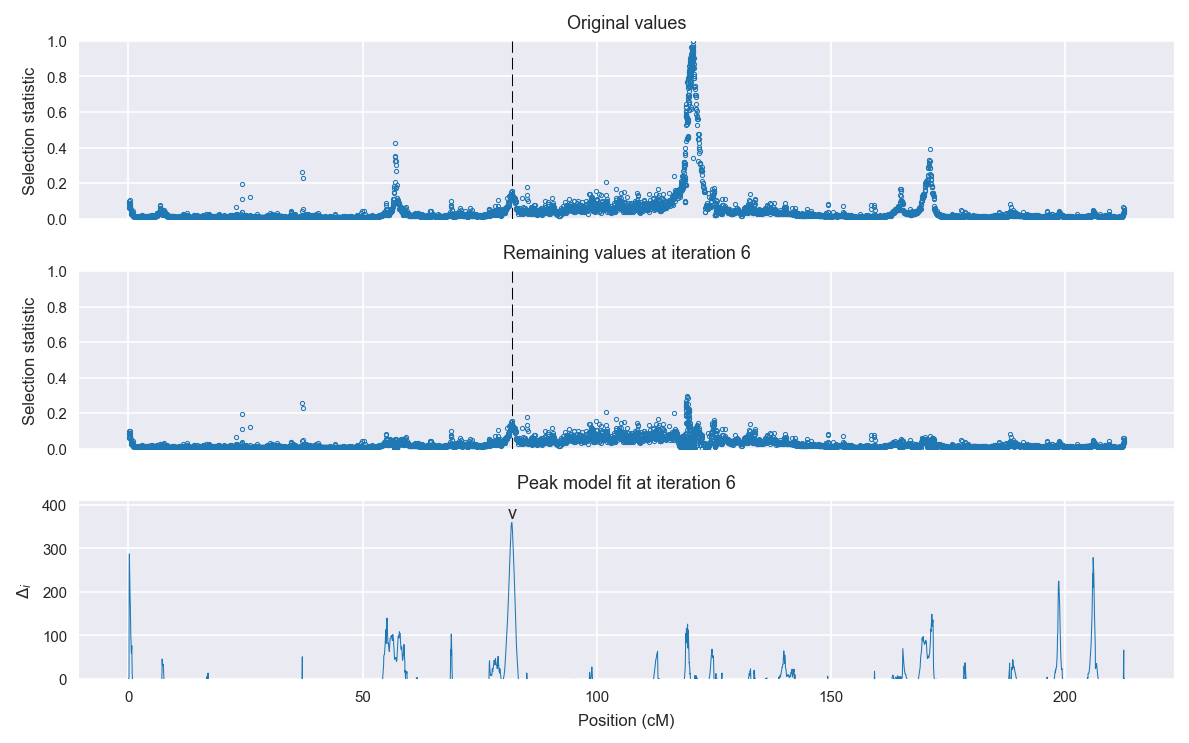 Original values
1.0
0.8
0.6
0.4
0.2
0.0
Selection statistic
Remaining values at iteration 6
1.0
0.8
0.6
0.4
0.2
0.0
Selection statistic
Peak model fit at iteration 6
v
400
300
200
100
0
Δi
0 50 100 150 200
Position (cM)